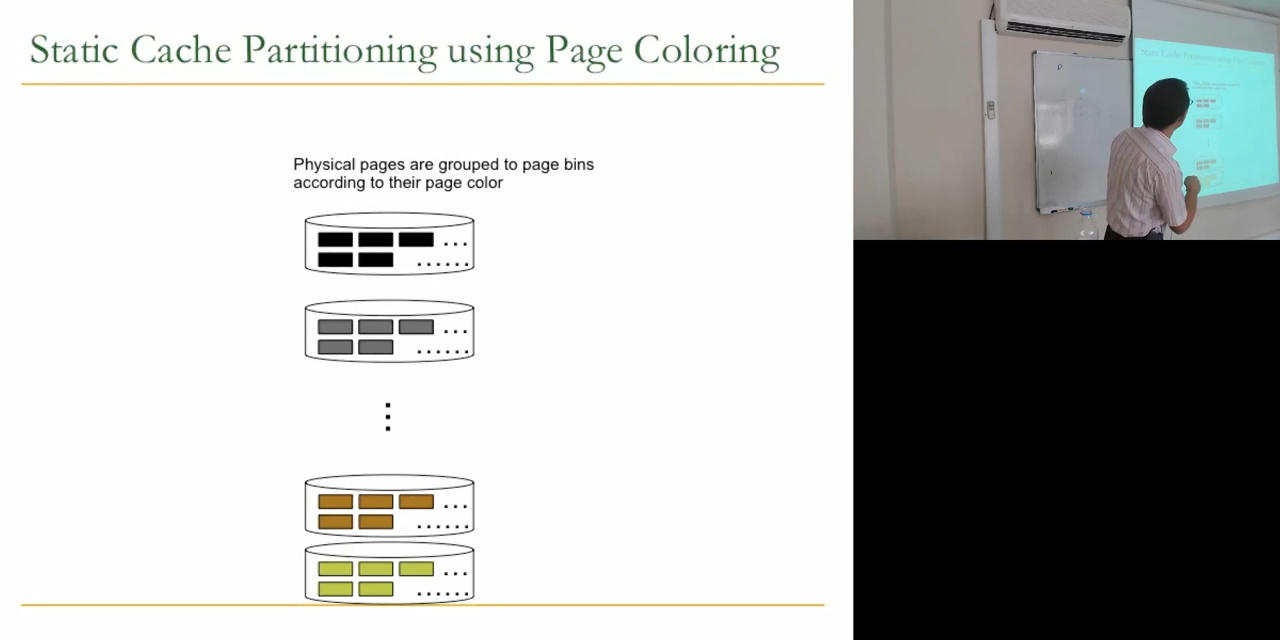 Static Cache Partitioning using Page Coloring
Physical pages are grouped to page bins
according to their page color